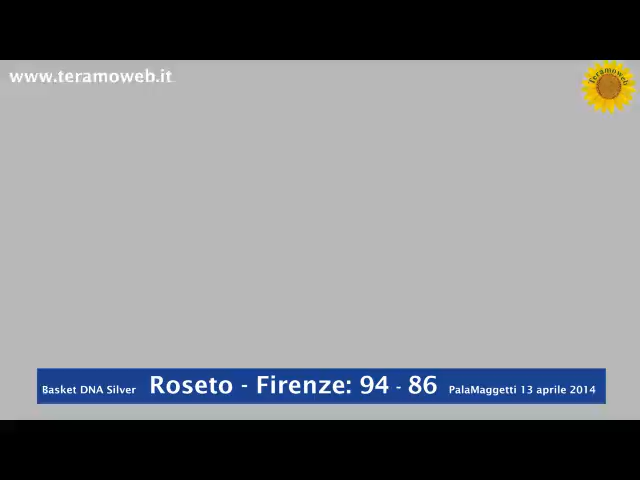 www.teramoweb.it
Teramoweb
Basket DNA Silver Roseto - Firenze: 94 - 86 PalaMaggetti 13 aprile 2014